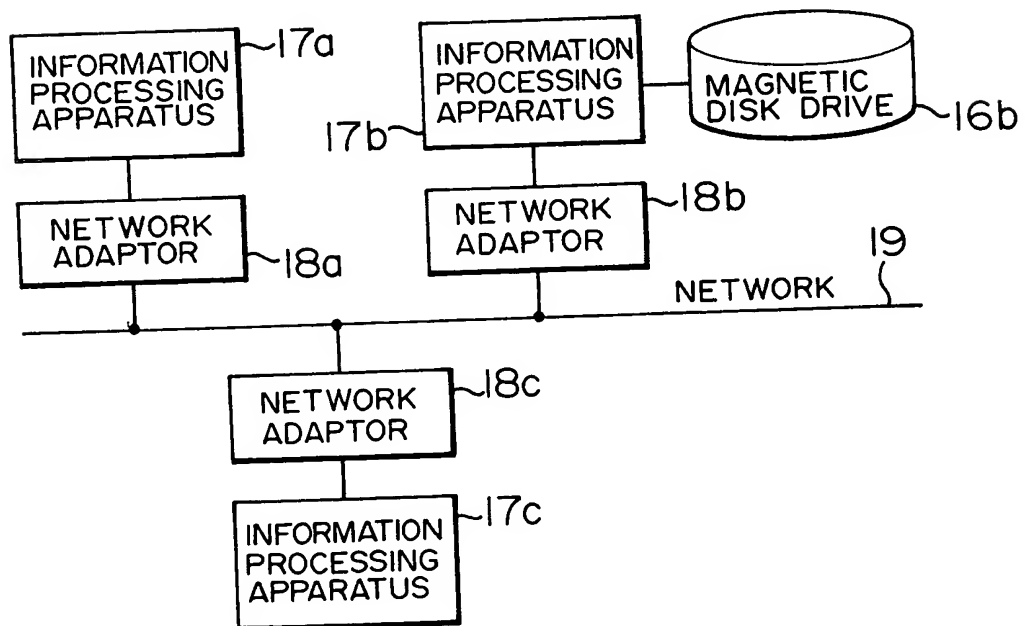 INFORMATION
PROCESSING
APPARATUS
17a
INFORMATION
PROCESSING
APPARATUS
17b
MAGNETIC
DISK DRIVE
16b
NETWORK
ADAPTOR
18a
NETWORK
ADAPTOR
18b
NETWORK
19
NETWORK
ADAPTOR
18c
INFORMATION
PROCESSING
APPARATUS
17c